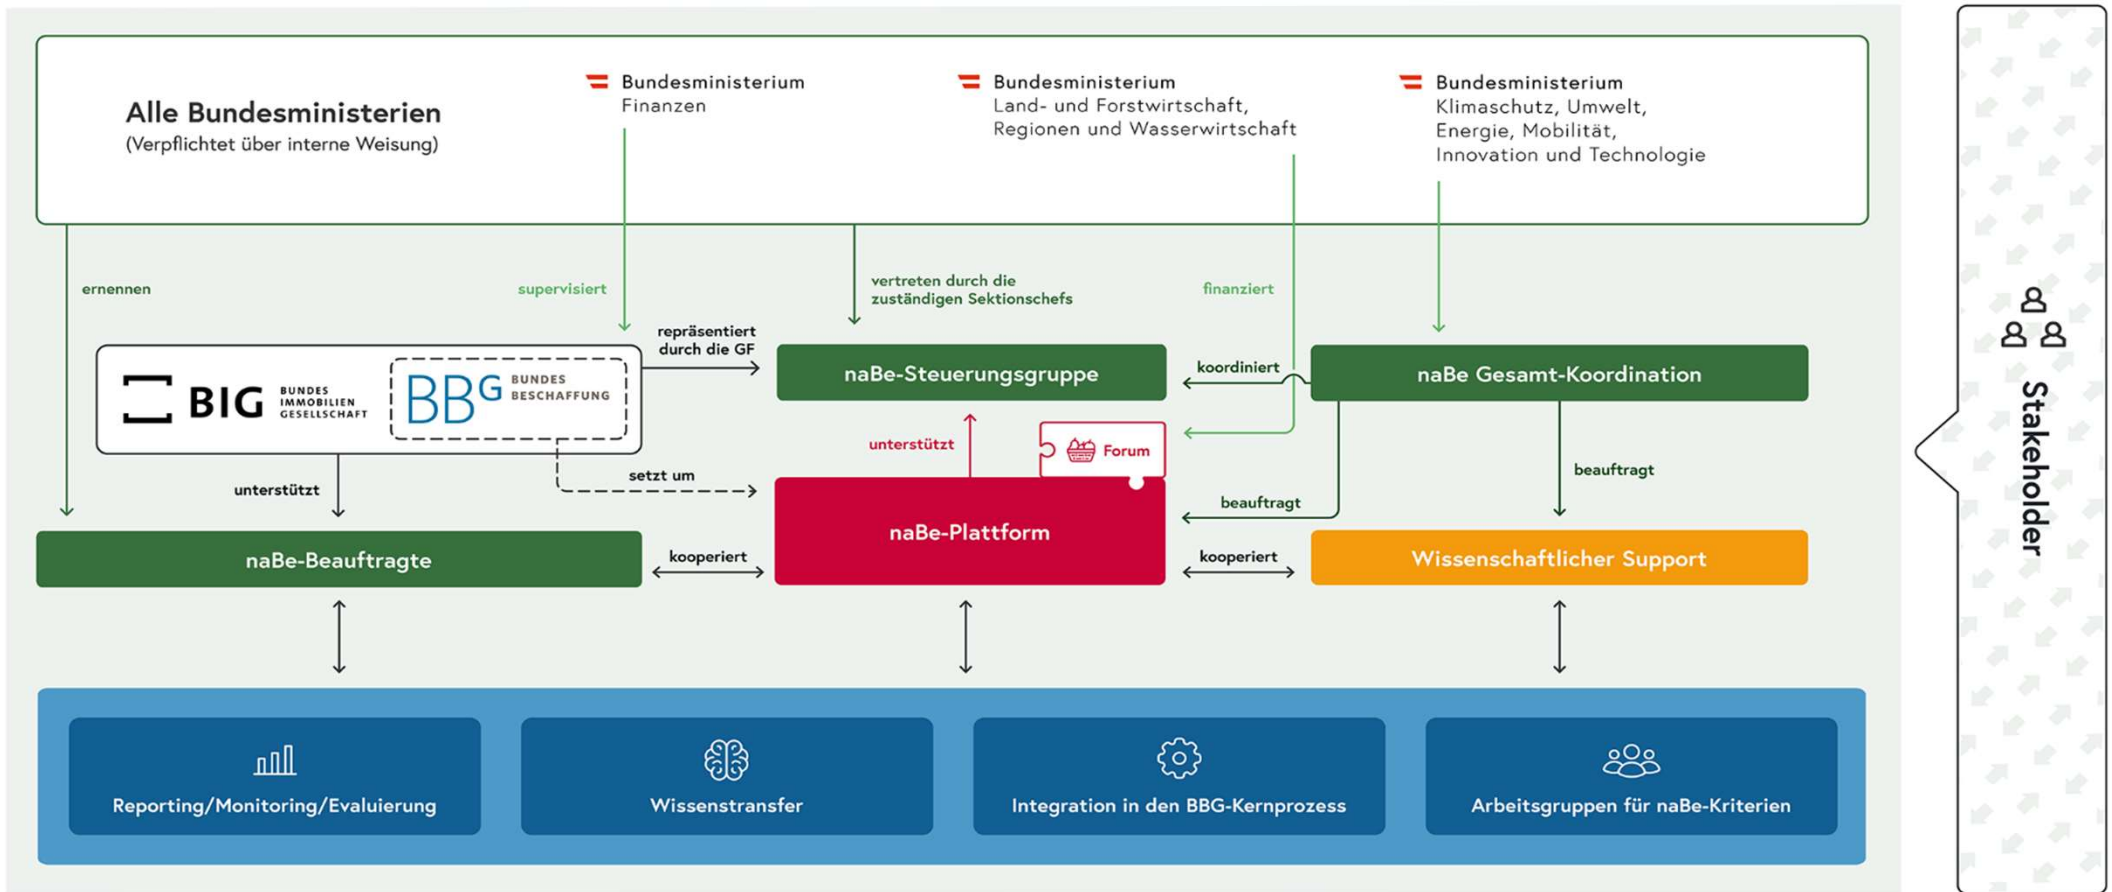 Alle Bundesministerien
(Verpflichtet über interne Weisung)
Bundesministerium
Finanzen
Bundesministerium
Land- und Forstwirtschaft,
Regionen und Wasserwirtschaft
Bundesministerium
Klimaschutz, Umwelt,
Energie, Mobilität,
Innovation und Technologie
ernennen
supervisiert
vertreten durch die
zuständigen Sektionschefs
finanziert
repräsentiert
durch die GF
BIG
BUNDES
IMMOBILIEN
GESELLSCHAFT
BBG
BUNDES
BESCHAFFUNG
naBe-Steuerungsgruppe
koordiniert
naBe Gesamt-Koordination
unterstützt
Forum
unterstützt
setzt um
beauftragt
beauftragt
naBe-Beauftragte
kooperiert
naBe-Plattform
kooperiert
Wissenschaftlicher Support
Reporting/Monitoring/Evaluierung
Wissenstransfer
Integration in den BBG-Kernprozess
Arbeitsgruppen für naBe-Kriterien
Stakeholder